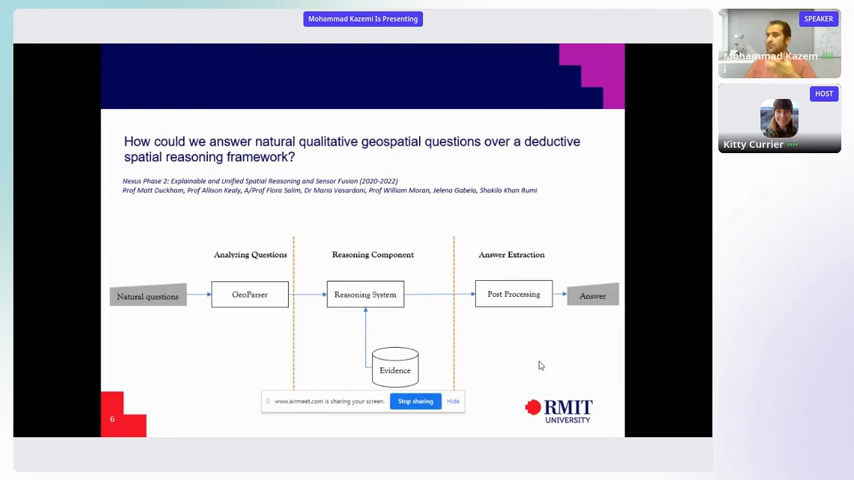 Mohammad Kazemi Is Presenting
SPEAKER
Mohammad Kazem
i
HOST
Kitty Currier
How could we answer natural qualitative geospatial questions over a deductive
spatial reasoning framework?
Nexus Phase 2: Explainable and Unified Spatial Reasoning and Sensor Fusion (2020-2022)
Prof Matt Duckham, Prof Allison Kealy, A/Prof Flora Salim, Dr Maria Vasardani, Prof William Moran, Jelena Gabela, Shakila Khan Rumi
Analyzing Questions
Reasoning Component
Answer Extraction
Natural questions
GeoParser
Reasoning System
Post Processing
Answer
Evidence
www.airmeet.com is sharing your screen.
Stop sharing
Hide
6
RMIT
UNIVERSITY